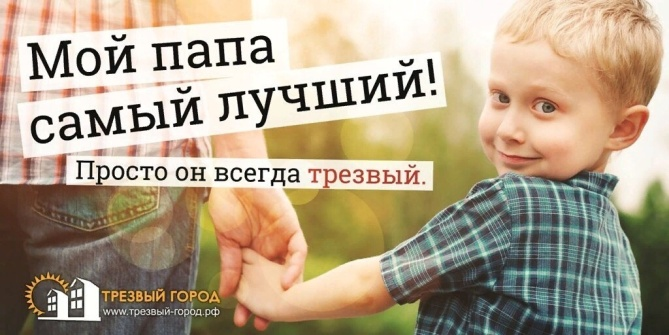 Мой папа
самый лучший!
Просто он всегда трезвый.
ТРЕЗВЫЙ ГОРОД
www.трезвый-город.рф